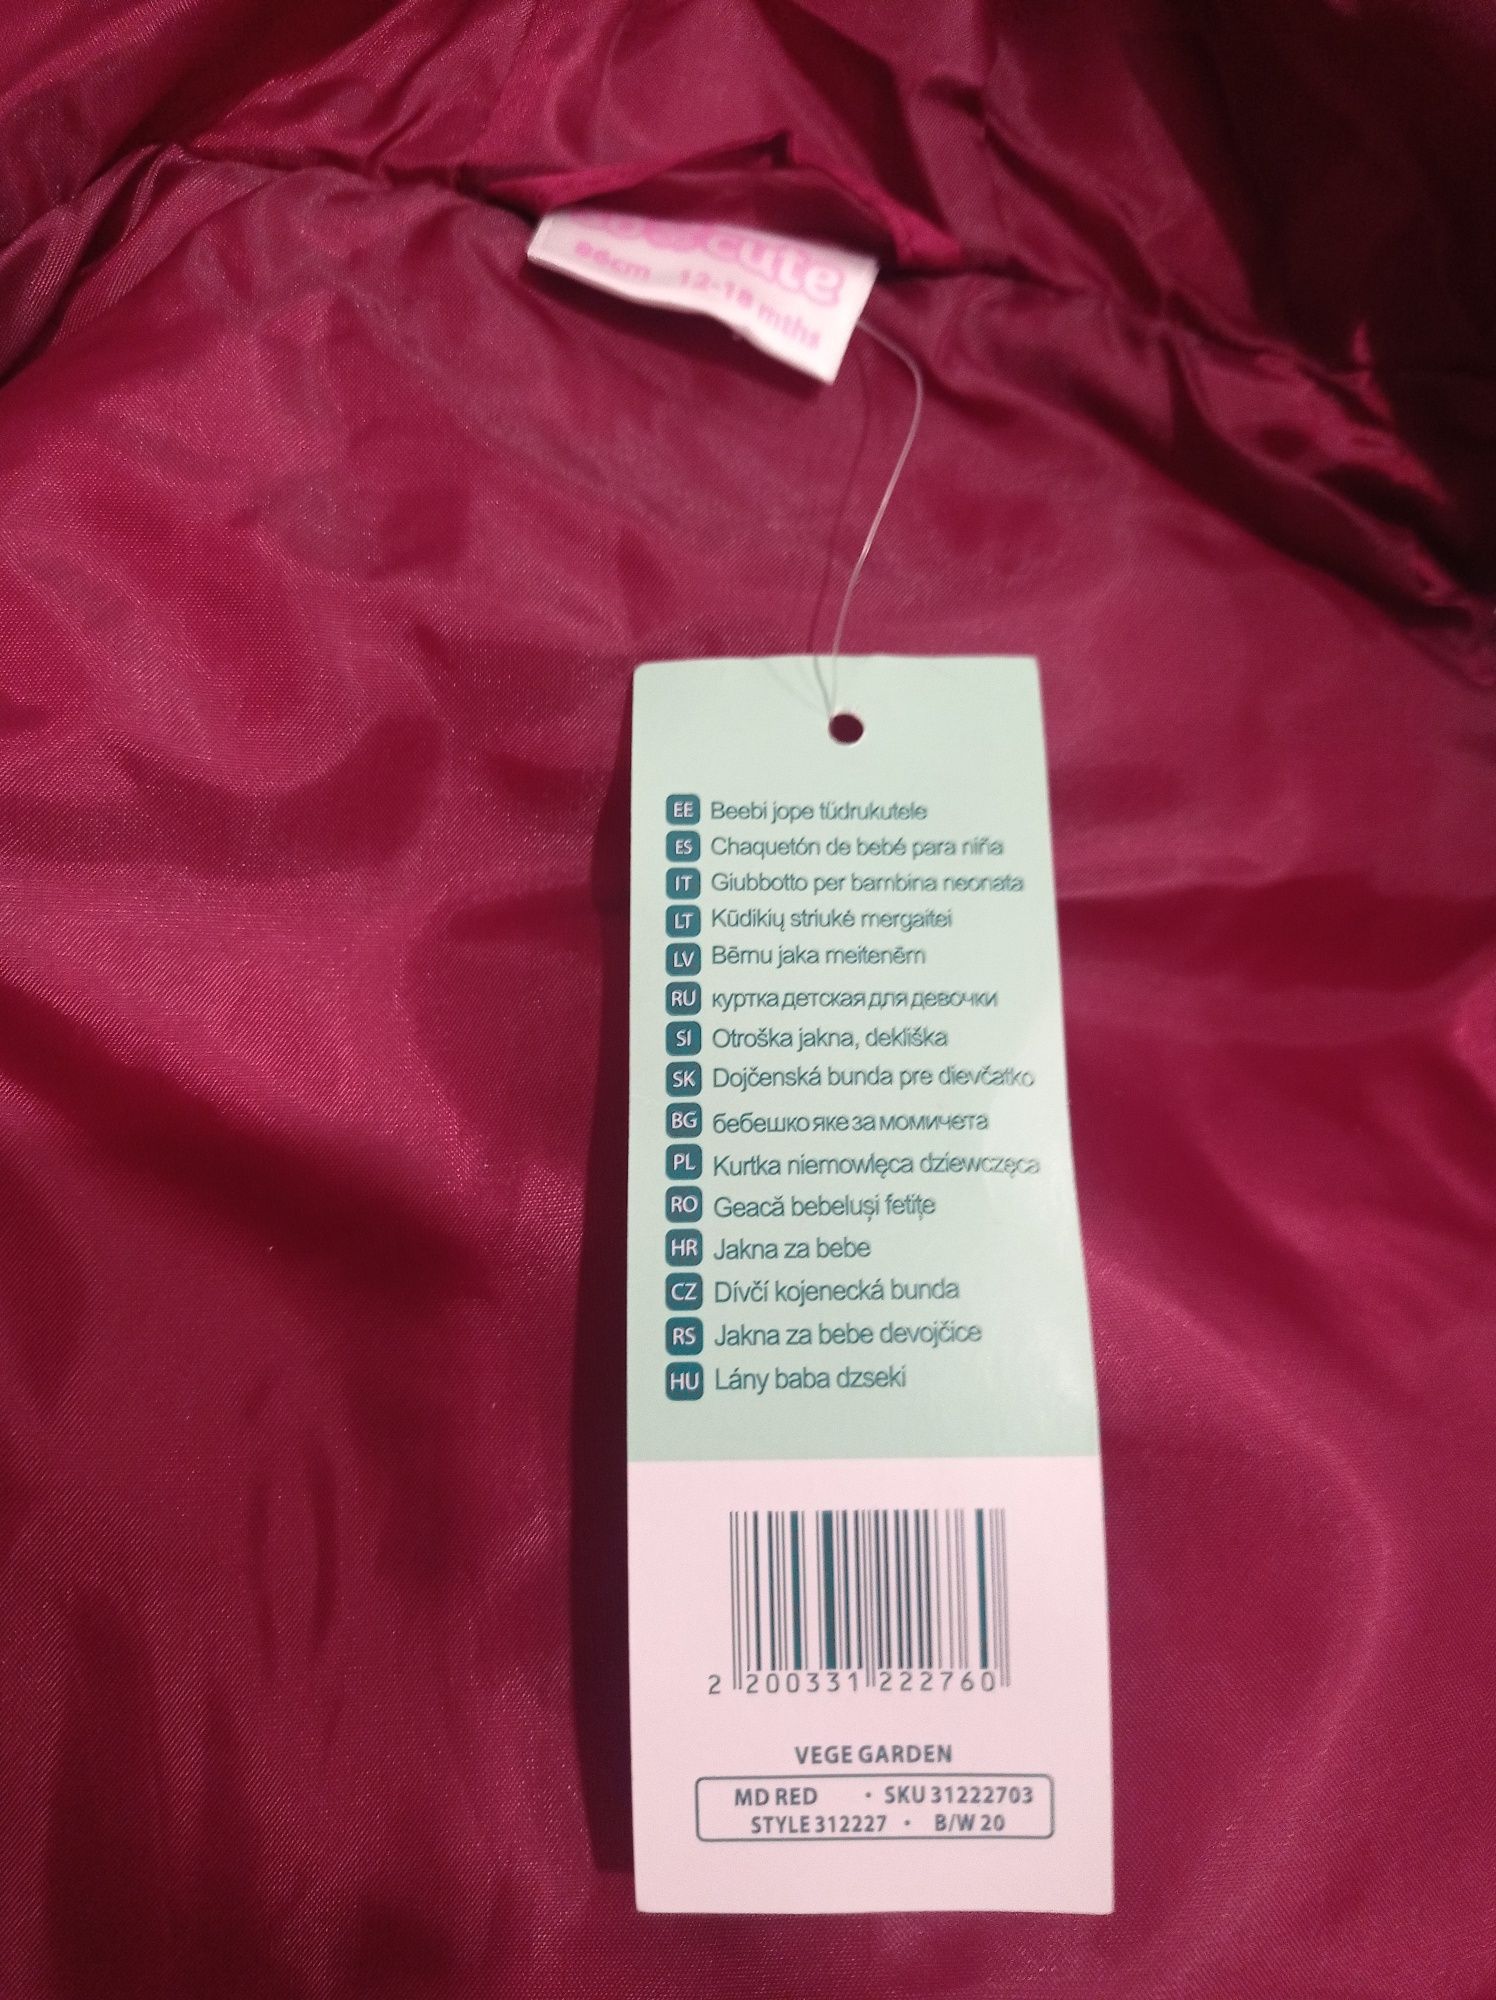 cute
86cm 12-18 mths
EE Beebi jope tüdrukutele
ES Chaquetón de bebé para niña
IT Giubbotto per bambina neonata
LT Kūdikių striukė mergaitei
LV Bērnu jaka meitenēm
RU куртка детская для девочки
SI Otroška jakna, dekliška
SK Dojčenská bunda pre dievčatko
BG бебешко яке за момичета
PL Kurtka niemowlęca dziewczęca
RO Geacă bebeluşi fetiţe
HR Jakna za bebe
CZ Dívčí kojenecká bunda
RS Jakna za bebe devojčice
HU Lány baba dzseki
2 200331 222760
VEGE GARDEN
MD RED • SKU 31222703
STYLE 312227 • B/W 20